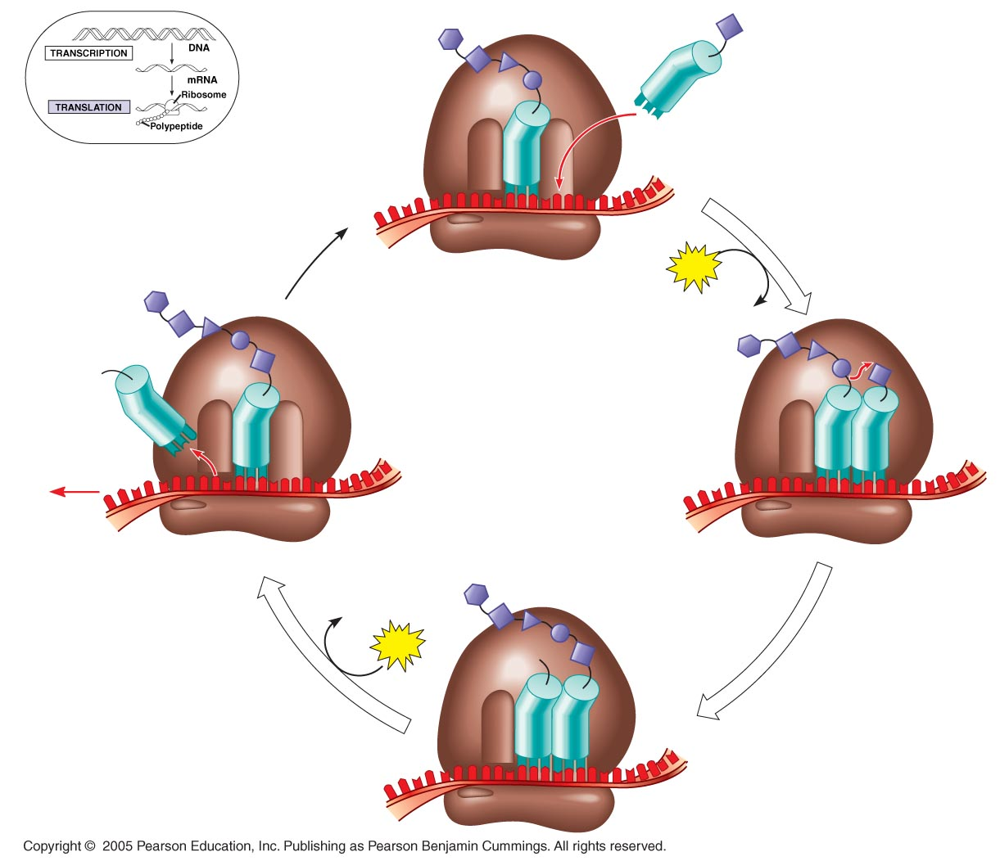 DNA
TRANSCRIPTION
mRNA
Ribosome
TRANSLATION
Polypeptide
Copyright © 2005 Pearson Education, Inc. Publishing as Pearson Benjamin Cummings. All rights reserved.